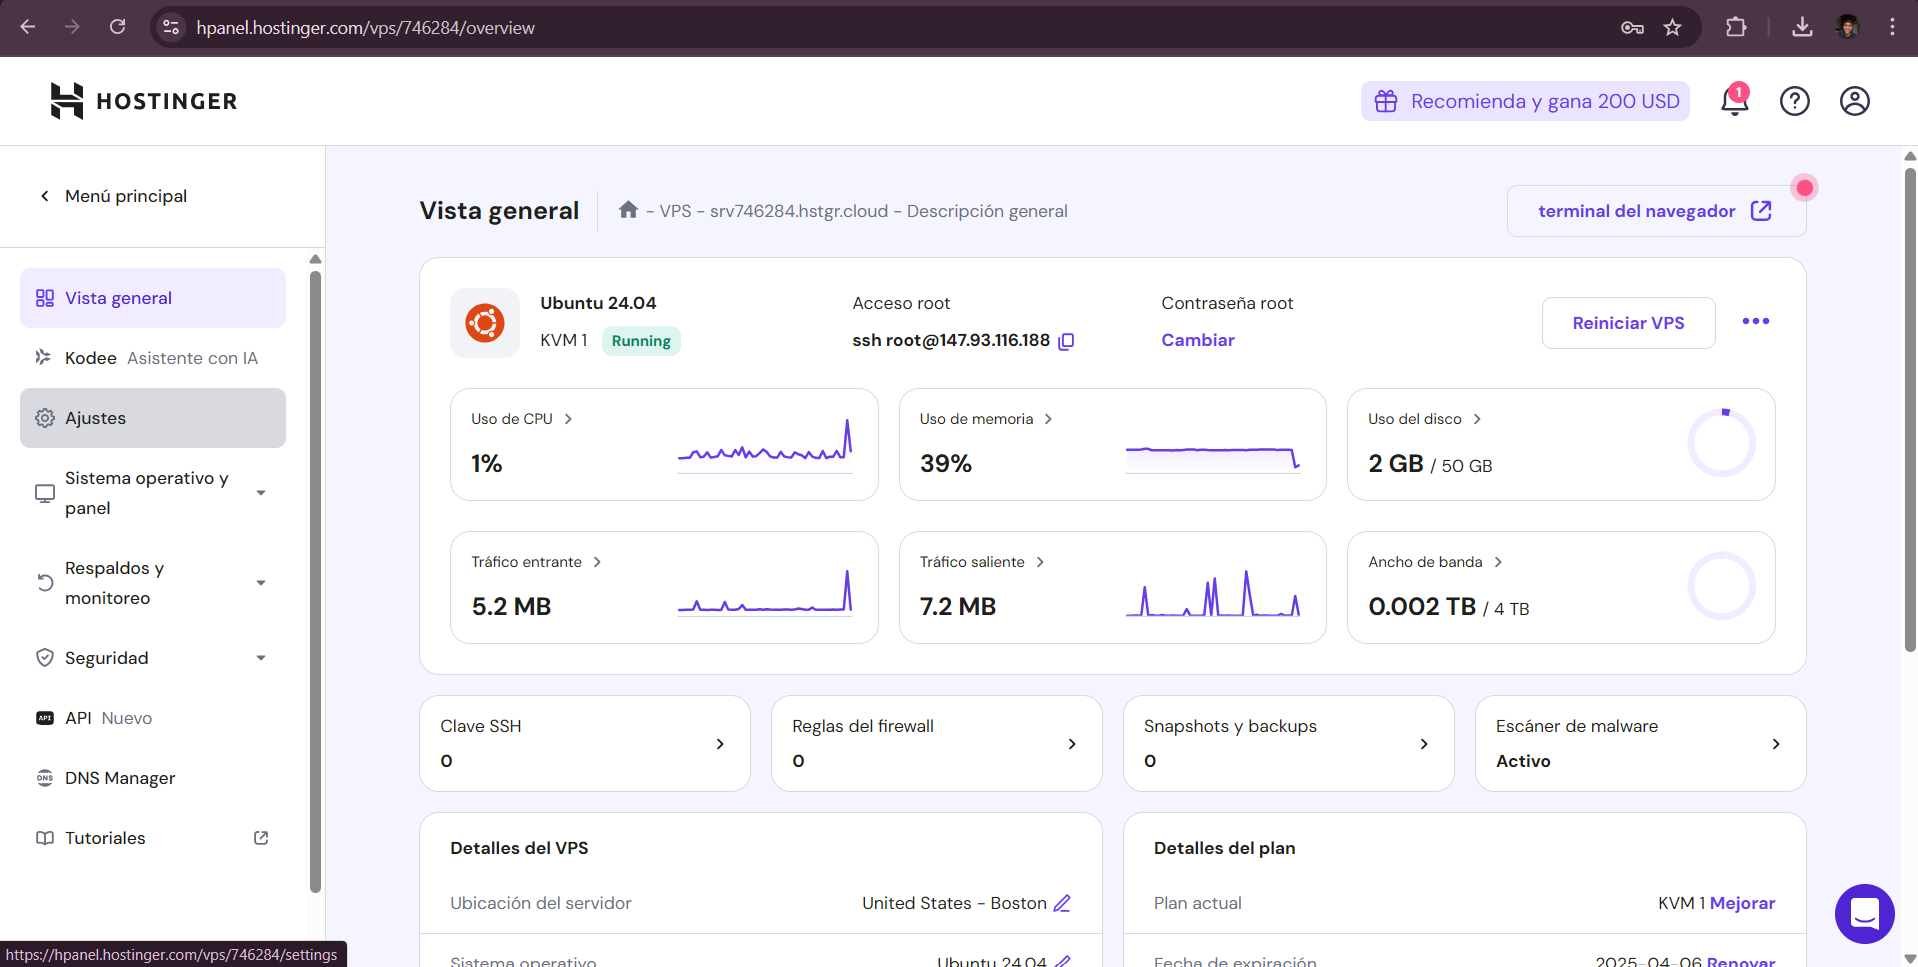 hpanel.hostinger.com/vps/746284/overview
HOSTINGER
Recomienda y gana 200 USD
1
Menú principal
Vista general
Kodee Asistente con IA
Ajustes
Sistema operativo y
panel
Respaldos y
monitoreo
Seguridad
API API Nuevo
DNS DNS Manager
Tutoriales
Vista general
- VPS - srv746284.hstgr.cloud - Descripción general
terminal del navegador
Ubuntu 24.04
KVM 1 Running
Acceso root
ssh root@147.93.116.188
Contraseña root
Cambiar
Reiniciar VPS
Uso de CPU
1%
Uso de memoria
39%
Uso del disco
2 GB / 50 GB
Tráfico entrante
5.2 MB
Tráfico saliente
7.2 MB
Ancho de banda
0.002 TB / 4 TB
Clave SSH
0
Reglas del firewall
0
Snapshots y backups
0
Escáner de malware
Activo
Detalles del VPS
Ubicación del servidor United States - Boston
Sistema operativo Ubuntu 24.04
Detalles del plan
Plan actual KVM 1 Mejorar
Fecha de expiración 2025-04-06 Renovar
https://hpanel.hostinger.com/vps/746284/settings